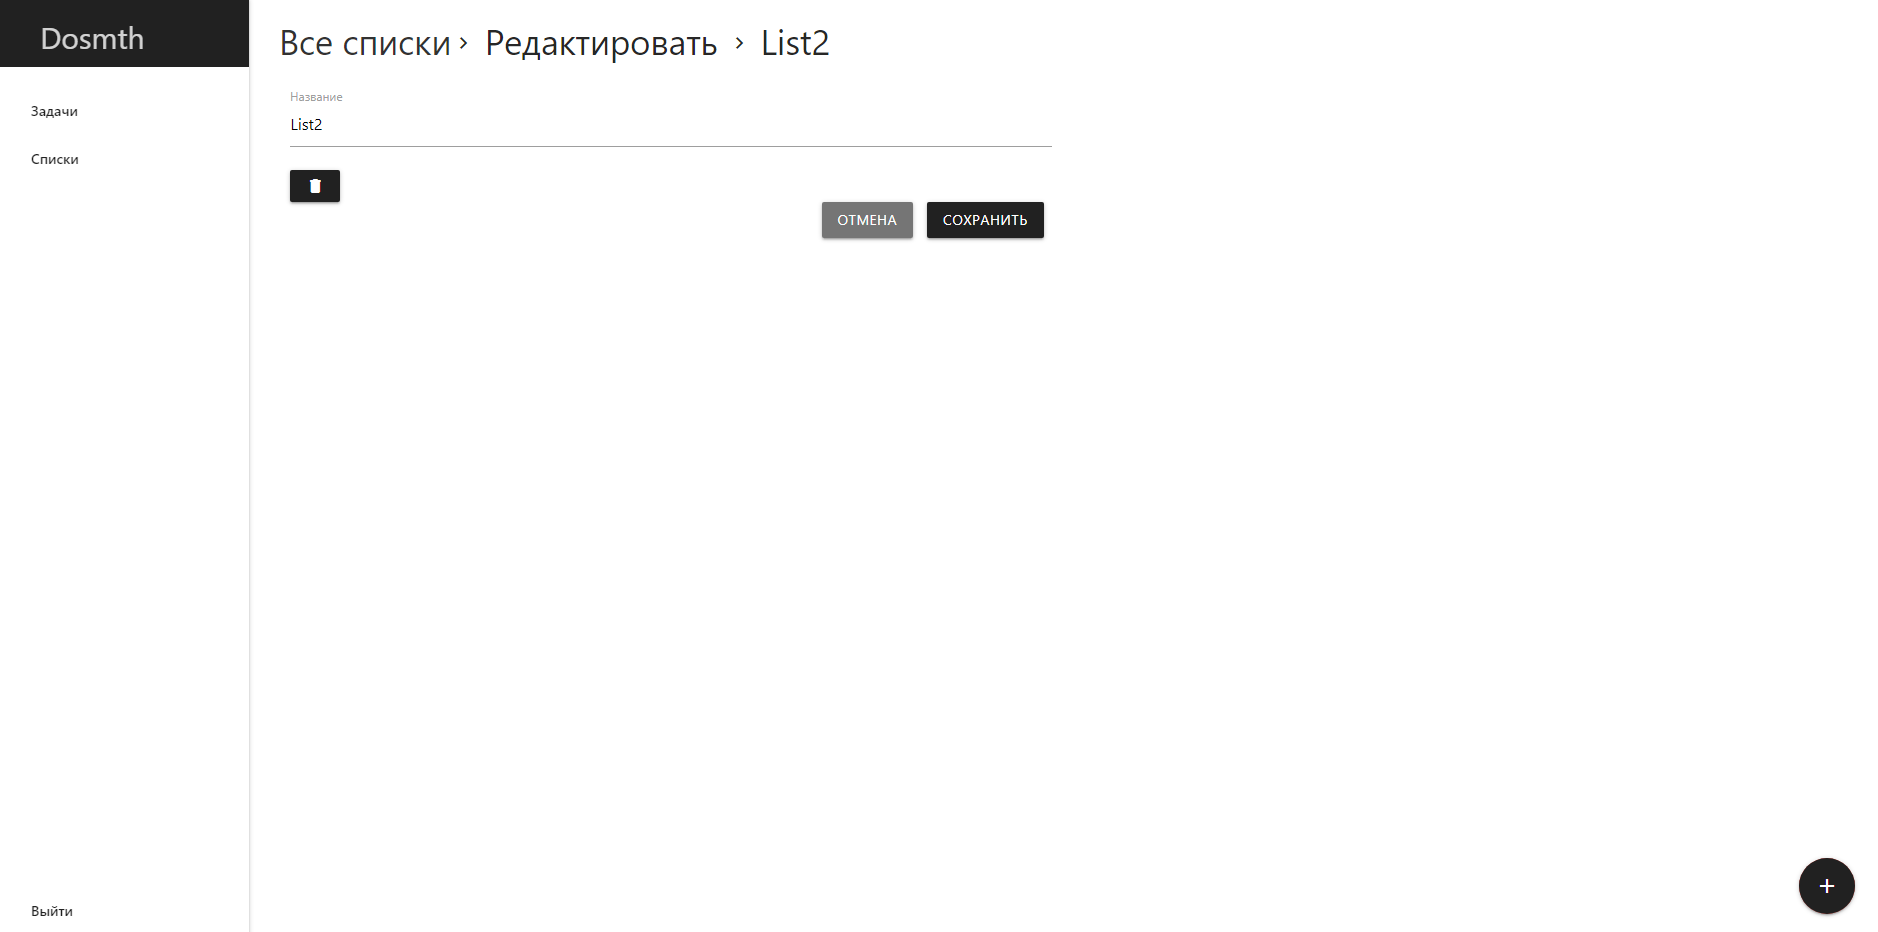 Dosmth
Задачи
Списки
Выйти
Все списки › Редактировать › List2
Название
List2
ОТМЕНА
СОХРАНИТЬ